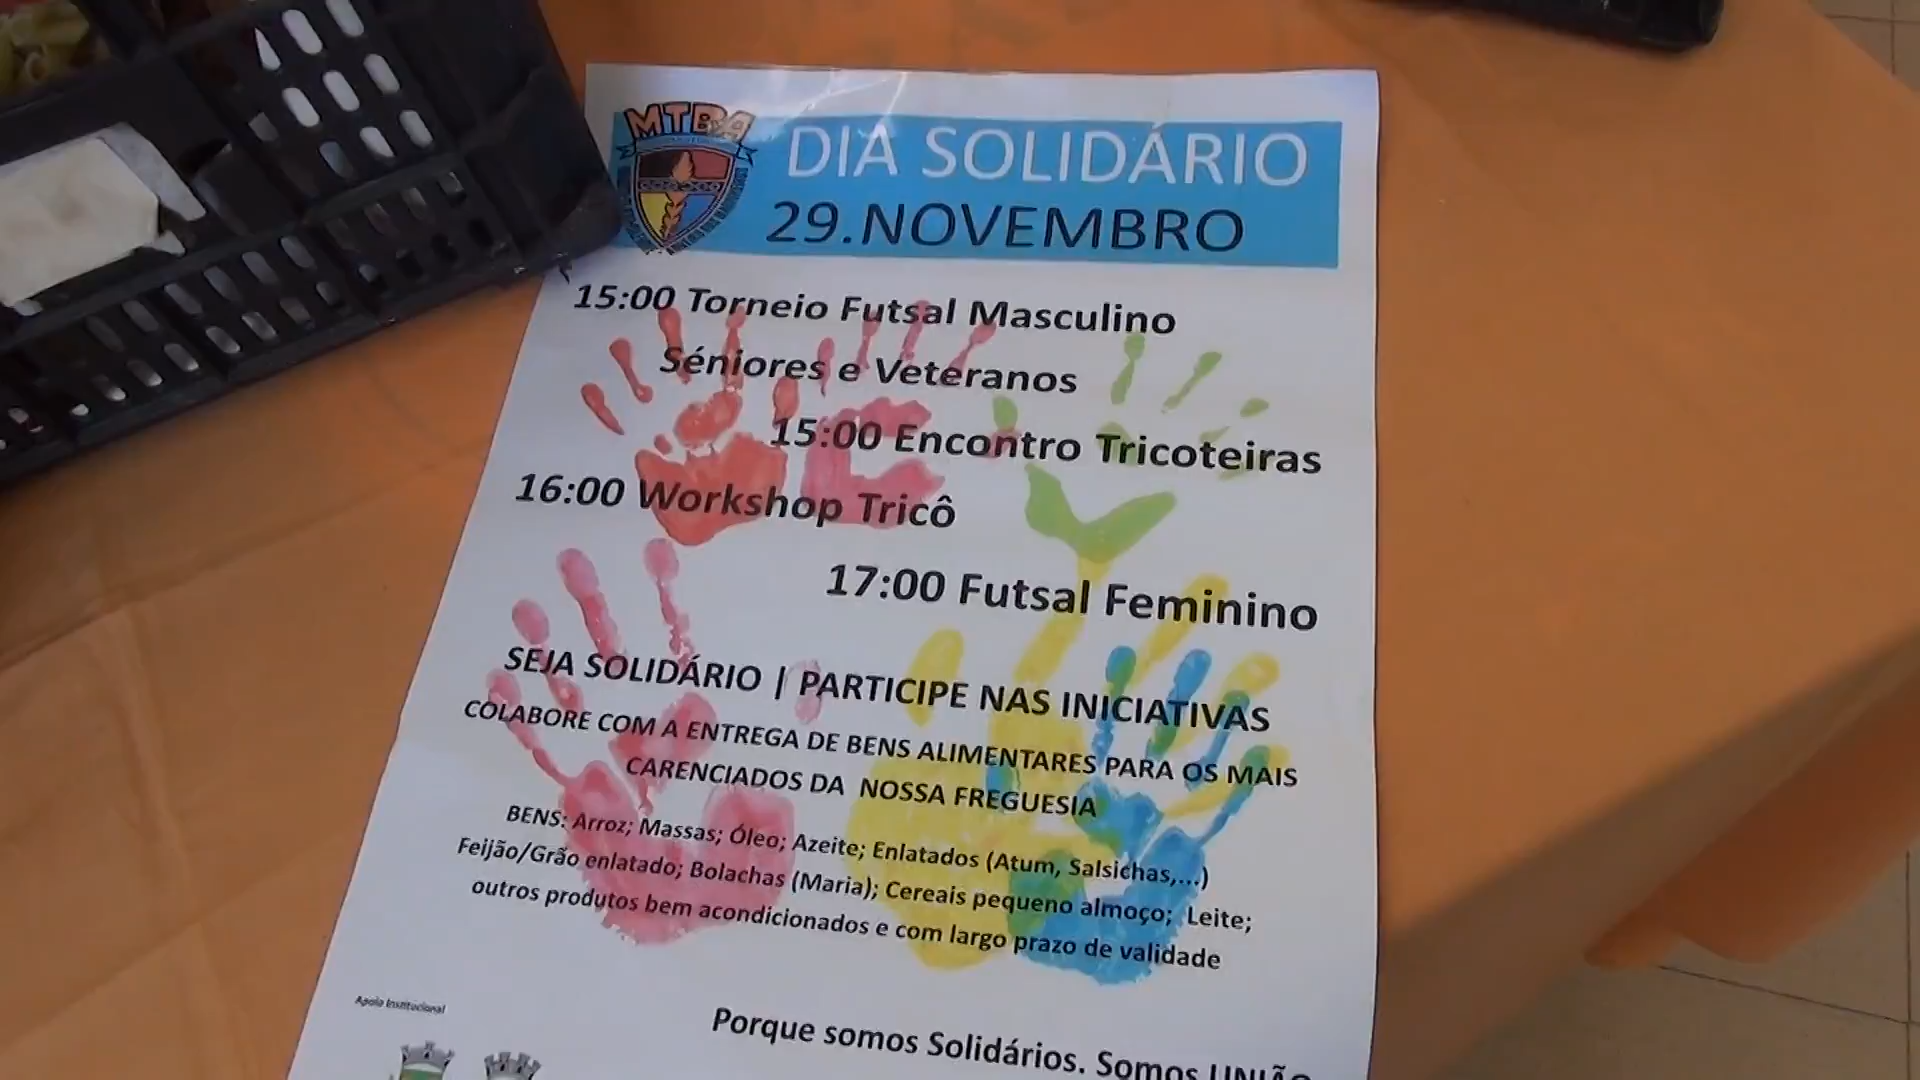 MTBA
DIA SOLIDÁRIO
29.NOVEMBRO
15:00 Torneio Futsal Masculino
Séniores e Veteranos
15:00 Encontro Tricoteiras
16:00 Workshop Tricô
17:00 Futsal Feminino
SEJA SOLIDÁRIO | PARTICIPE NAS INICIATIVAS
COLABORE COM A ENTREGA DE BENS ALIMENTARES PARA OS MAIS
CARENCIADOS DA NOSSA FREGUESIA
BENS: Arroz; Massas; Óleo; Azeite; Enlatados (Atum, Salsichas,...)
Feijão/Grão enlatado; Bolachas (Maria); Cereais pequeno almoço; Leite;
outros produtos bem acondicionados e com largo prazo de validade
Apoio Institucional
Porque somos Solidários. Somos UNIÃO